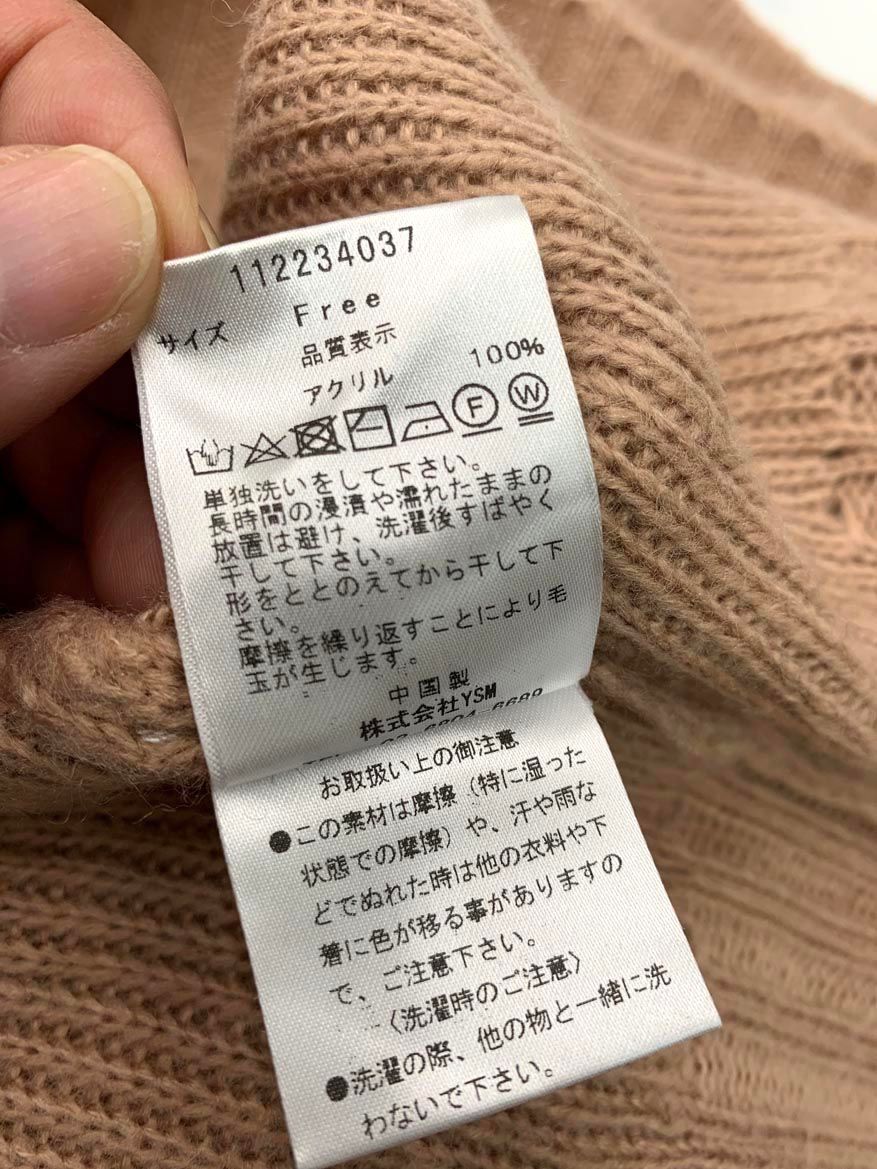 112234037
サイズ Free
品質表示
アクリル 100%
F W
単独洗いをして下さい。
長時間の浸漬や濡れたままの
放置は避け、洗濯後すばやく
干して下さい。
形をととのえてから干して下
さい。
摩擦を繰り返すことにより毛
玉が生じます。
中国製
株式会社YSM
お取扱い上の御注意
●この素材は摩擦（特に湿った
状態での摩擦）や、汗や雨な
どでぬれた時は他の衣料や下
着に色が移る事がありますの
で、ご注意下さい。
〈洗濯時のご注意〉
●洗濯の際、他の物と一緒に洗
わないで下さい。